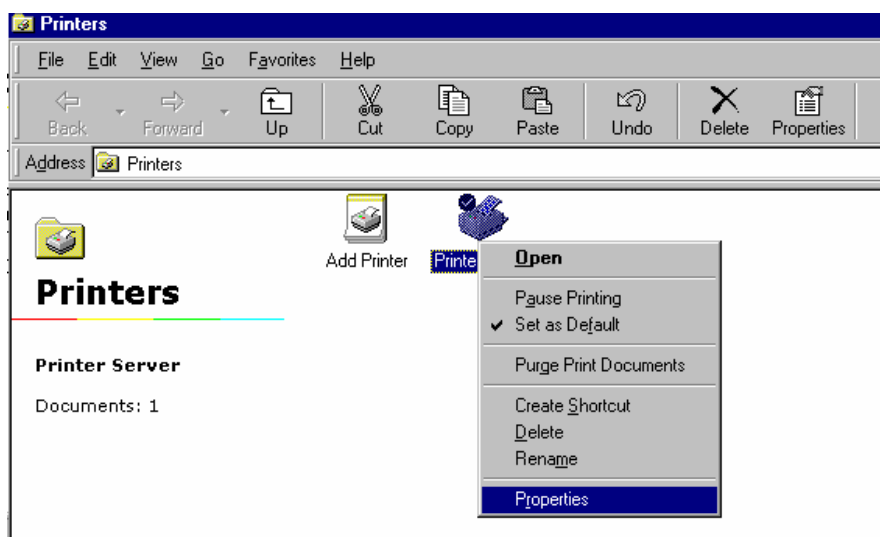 Printers
File Edit View Go Favorites Help
Back Forward Up Cut Copy Paste Undo Delete Properties
Address Printers
Add Printer
Printe
Printers
Printer Server
Documents: 1
Open
Pause Printing
Set as Default
Purge Print Documents
Create Shortcut
Delete
Rename
Properties